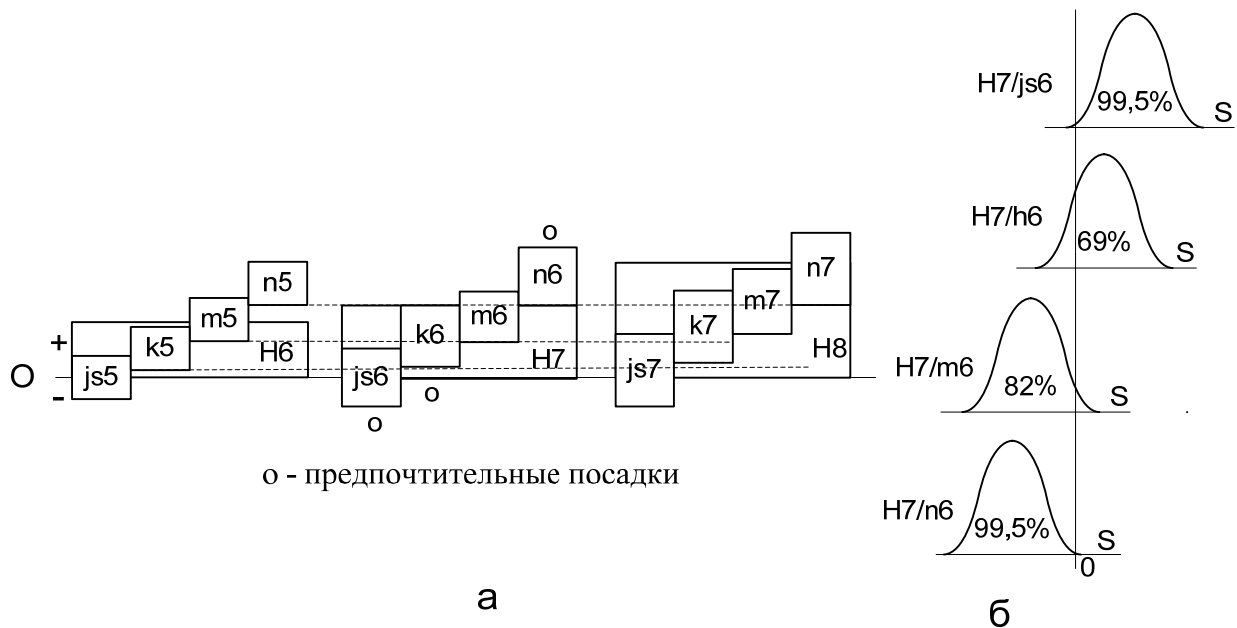 H7/js6
99,5%
S
H7/h6
69%
S
o
n5
n6
n7
m5
m6
m7
k5
k6
k7
+
H6
H7
H8
js5
js6
js7
O
-
o
o
H7/m6
82%
S
o - предпочтительные посадки
H7/n6
99,5%
S
0
а
б